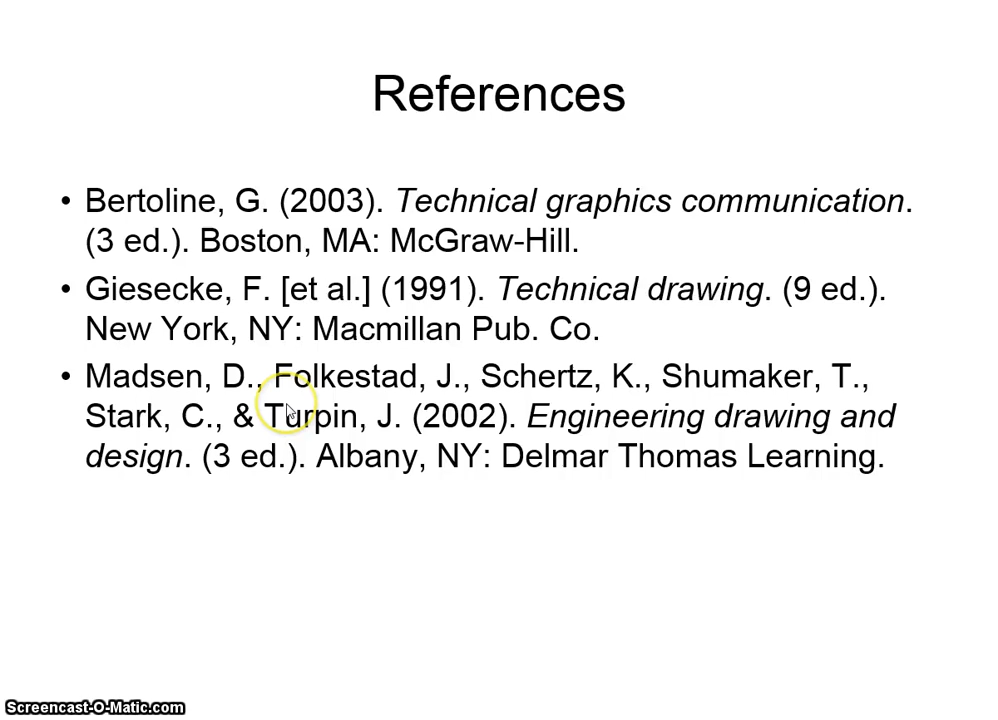 References
• Bertoline, G. (2003). Technical graphics communication.
(3 ed.). Boston, MA: McGraw-Hill.
• Giesecke, F. [et al.] (1991). Technical drawing. (9 ed.).
New York, NY: Macmillan Pub. Co.
• Madsen, D., Folkestad, J., Schertz, K., Shumaker, T.,
Stark, C., & Turpin, J. (2002). Engineering drawing and
design. (3 ed.). Albany, NY: Delmar Thomas Learning.
Screencast-O-Matic.com